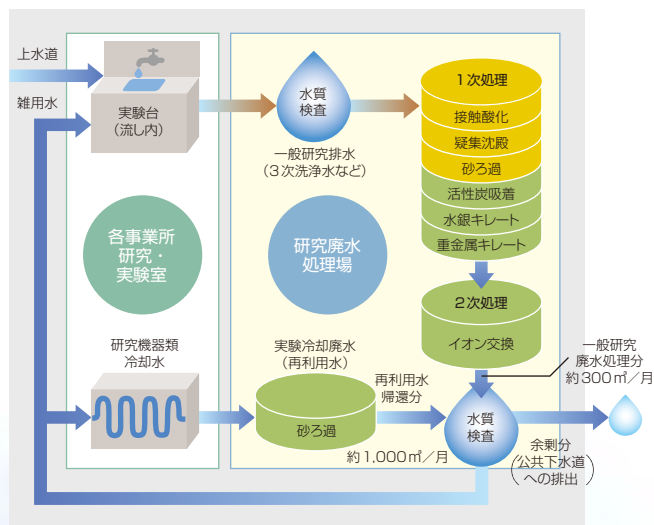 上水道
雑用水
実験台
（流し内）
水質
検査
一般研究排水
（3次洗浄水など）
1次処理
接触酸化
疑集沈殿
砂ろ過
活性炭吸着
水銀キレート
重金属キレート
各事業所
研究・
実験室
研究廃水
処理場
2次処理
イオン交換
研究機器類
冷却水
実験冷却廃水
（再利用水）
砂ろ過
再利用水
帰還分
約1,000㎥／月
水質
検査
一般研究
廃水処理分
約300㎥／月
余剰分
（公共下水道
への排出）